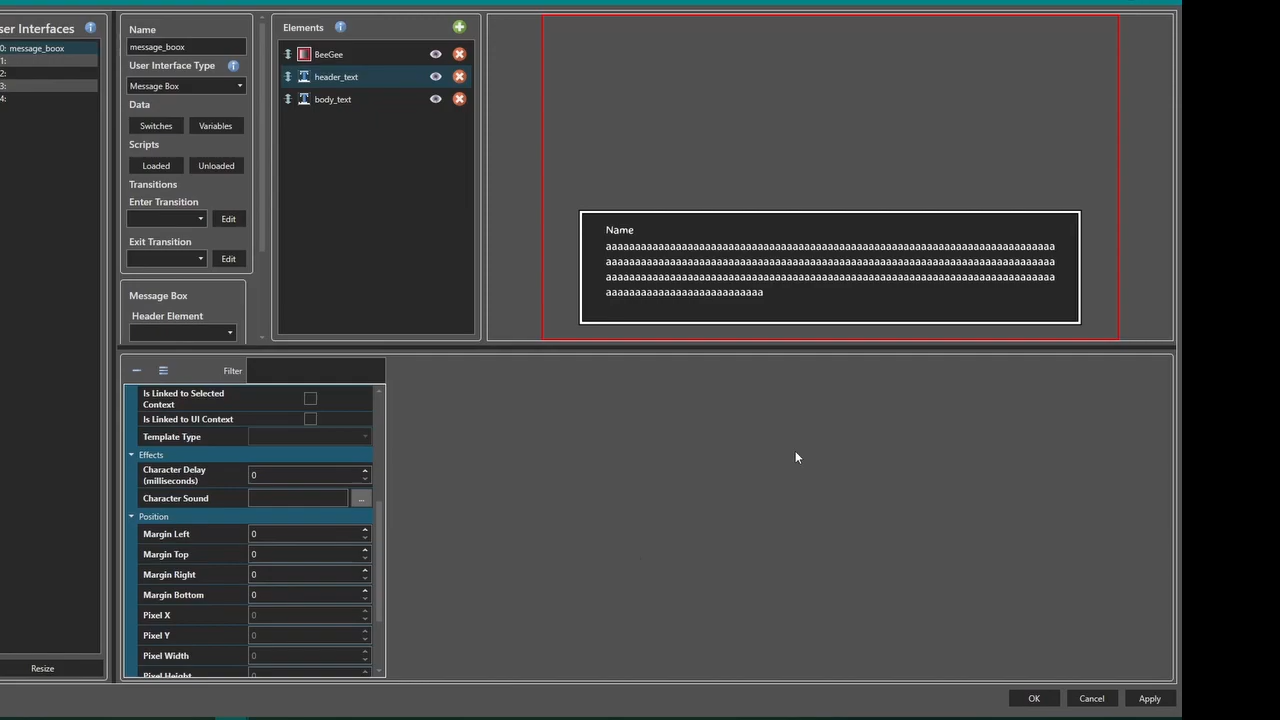 ser Interfaces
0: message_boox
1:
2:
3:
4:
Resize
Name
message_boox
User Interface Type
Message Box
Data
Switches Variables
Scripts
Loaded Unloaded
Transitions
Enter Transition
Edit
Exit Transition
Edit
Message Box
Header Element
Elements
BeeGee
header_text
body_text
Name
Filter
Is Linked to Selected
Context
Is Linked to UI Context
Template Type
Effects
Character Delay
(milliseconds) 0
Character Sound ...
Position
Margin Left 0
Margin Top 0
Margin Right 0
Margin Bottom 0
Pixel X 0
Pixel Y 0
Pixel Width 0
Pixel Height
OK Cancel Apply